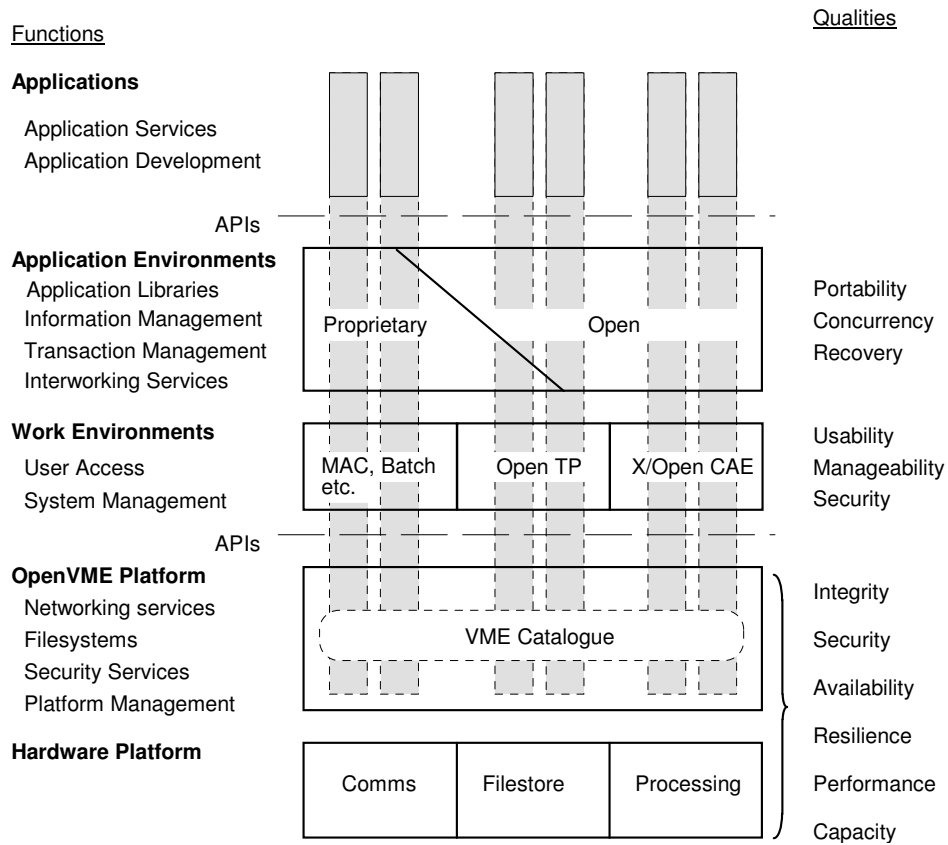 Qualities
Functions
Applications
Application Services
Application Development
APIs
Application Environments
Application Libraries
Information Management
Transaction Management
Interworking Services
Proprietary
Open
Portability
Concurrency
Recovery
Work Environments
User Access
System Management
MAC, Batch
etc.
Open TP
X/Open CAE
Usability
Manageability
Security
APIs
OpenVME Platform
Networking services
Filesystems
Security Services
Platform Management
VME Catalogue
Hardware Platform
Comms
Filestore
Processing
Integrity
Security
Availability
Resilience
Performance
Capacity